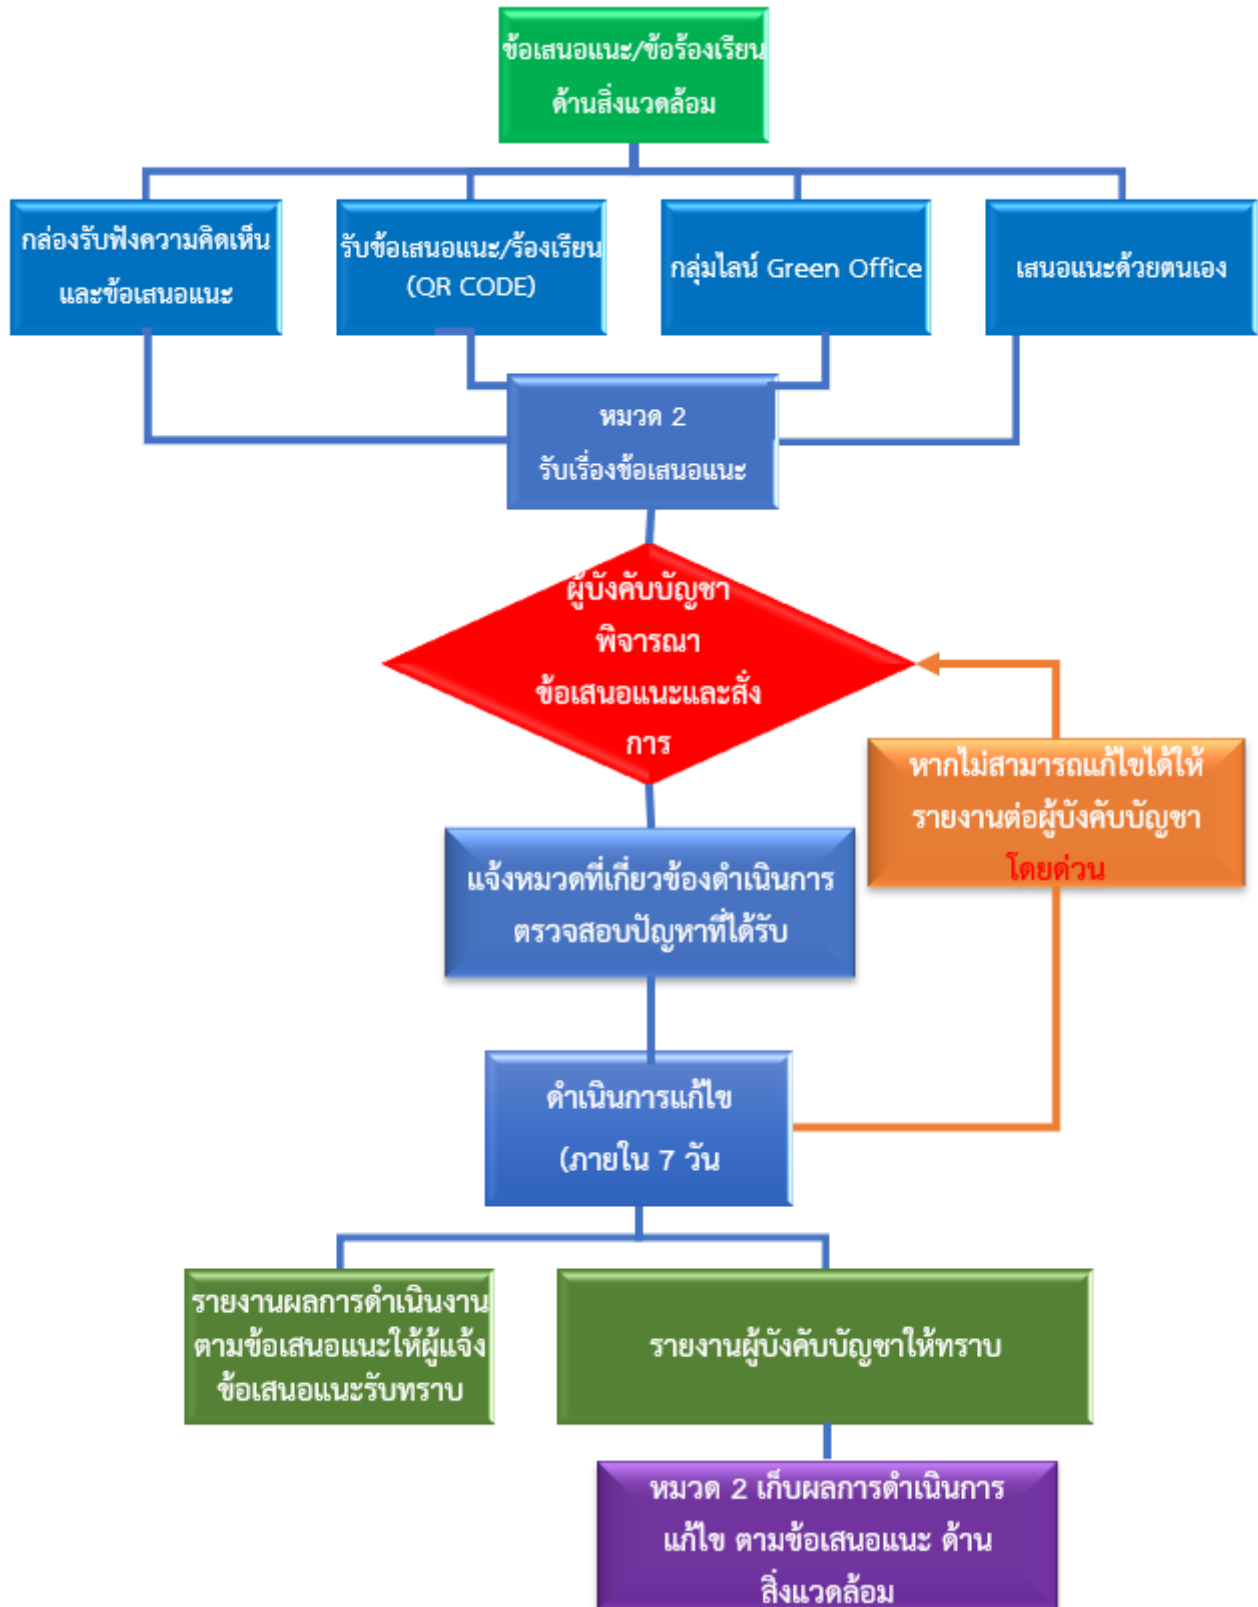 ข้อเสนอแนะ/ข้อร้องเรียน
ด้านสิ่งแวดล้อม
กล่องรับฟังความคิดเห็น
และข้อเสนอแนะ
รับข้อเสนอแนะ/ร้องเรียน
(QR CODE)
กลุ่มไลน์ Green Office
เสนอแนะด้วยตนเอง
หมวด 2
รับเรื่องข้อเสนอแนะ
ผู้บังคับบัญชา
พิจารณา
ข้อเสนอแนะและสั่ง
การ
หากไม่สามารถแก้ไขได้ให้
รายงานต่อผู้บังคับบัญชา
โดยด่วน
แจ้งหมวดที่เกี่ยวข้องดำเนินการ
ตรวจสอบปัญหาที่ได้รับ
ดำเนินการแก้ไข
(ภายใน 7 วัน
รายงานผลการดำเนินงาน
ตามข้อเสนอแนะให้ผู้แจ้ง
ข้อเสนอแนะรับทราบ
รายงานผู้บังคับบัญชาให้ทราบ
หมวด 2 เก็บผลการดำเนินการ
แก้ไข ตามข้อเสนอแนะ ด้าน
สิ่งแวดล้อม